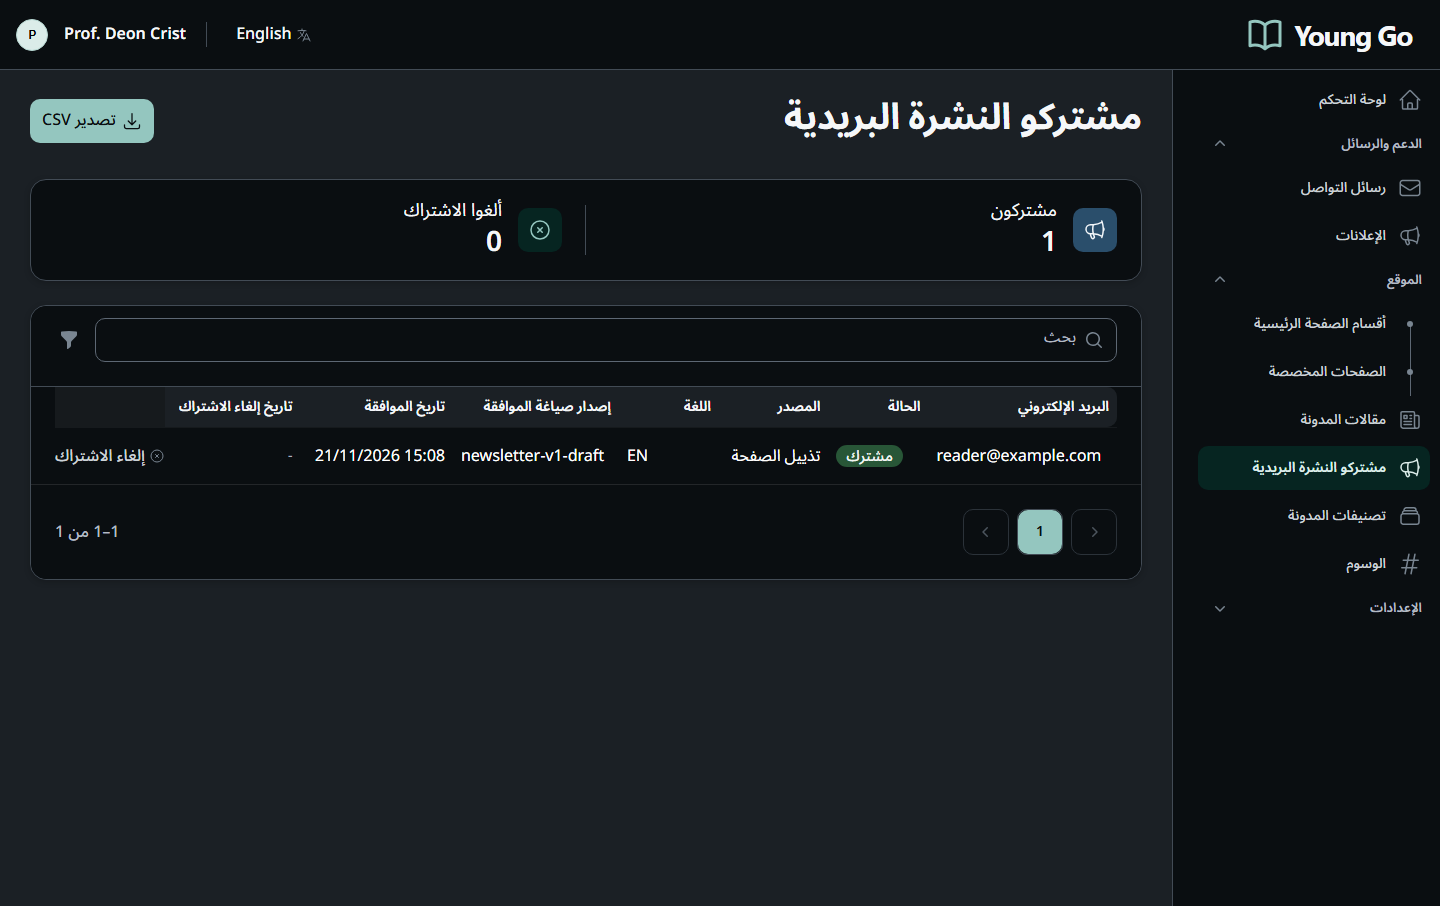 Young Go
English
Prof. Deon Crist
P
لوحة التحكم
الدعم والرسائل
رسائل التواصل
الإعلانات
الموقع
أقسام الصفحة الرئيسية
الصفحات المخصصة
مقالات المدونة
مشتركو النشرة البريدية
تصنيفات المدونة
الوسوم
الإعدادات
مشتركو النشرة البريدية
تصدير CSV
مشتركون
1
ألغوا الاشتراك
0
بحث
البريد الإلكتروني الحالة المصدر اللغة إصدار صياغة الموافقة تاريخ الموافقة تاريخ إلغاء الاشتراك
reader@example.com مشترك تذييل الصفحة EN newsletter-v1-draft 21/11/2026 15:08 - إلغاء الاشتراك
1
1–1 من 1